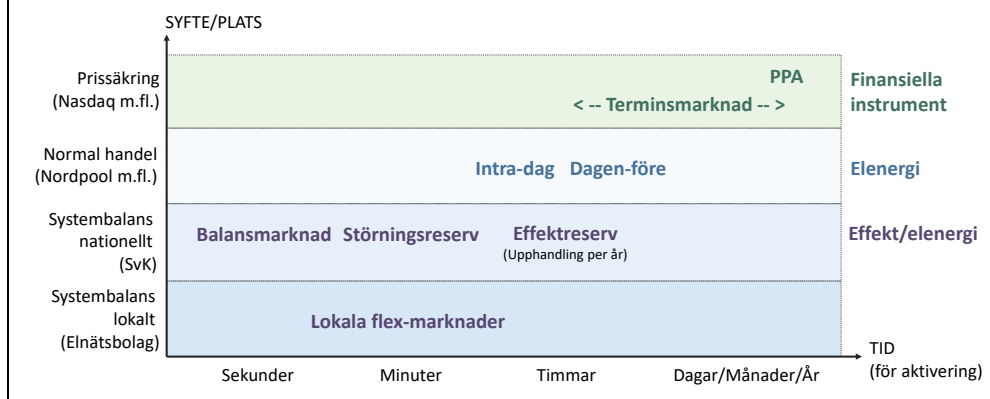 SYFTE/PLATS
Prissäkring
(Nasdaq m.fl.)
PPA
< -- Terminsmarknad -- >
Finansiella
instrument
Normal handel
(Nordpool m.fl.)
Intra-dag Dagen-före
Elenergi
Systembalans
nationellt
(SvK)
Balansmarknad Störningsreserv Effektreserv
(Upphandling per år)
Effekt/elenergi
Systembalans
lokalt
(Elnätsbolag)
Lokala flex-marknader
TID
(för aktivering)
Sekunder Minuter Timmar Dagar/Månader/År